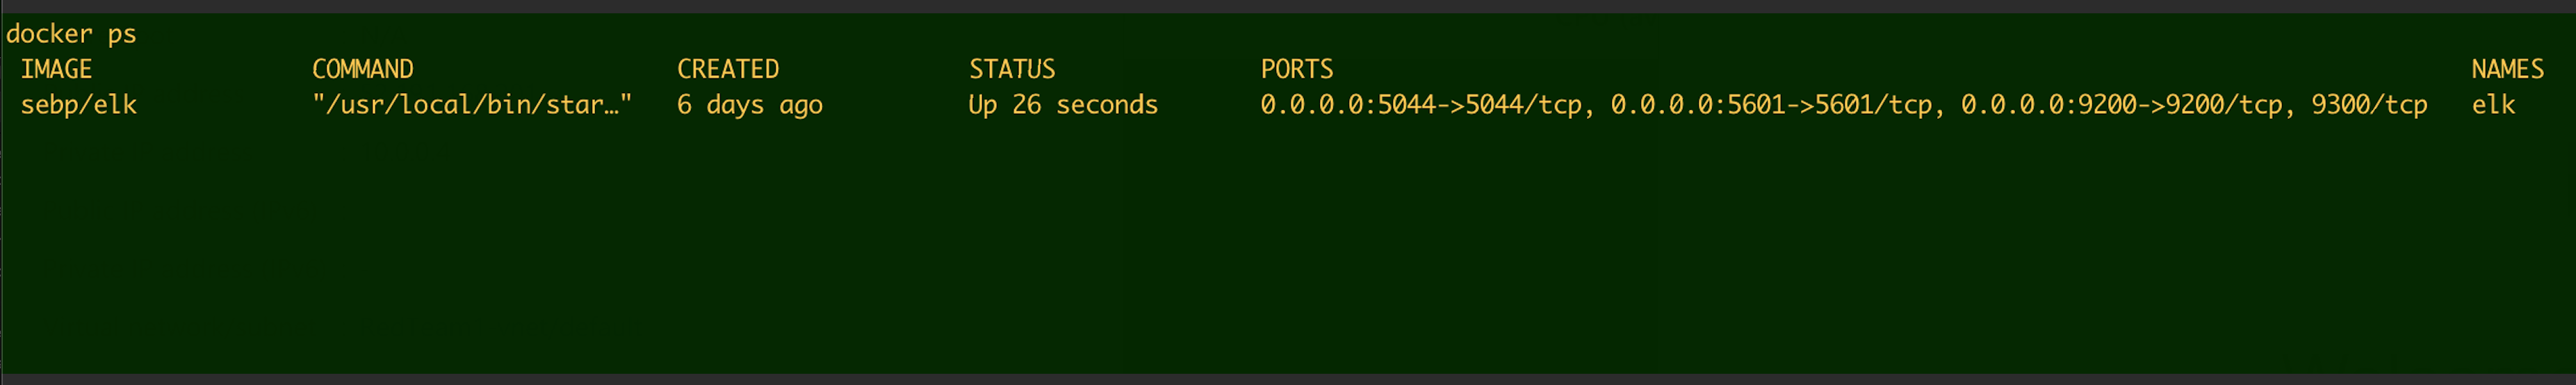 docker ps
IMAGE COMMAND CREATED STATUS PORTS NAMES
sebp/elk "/usr/local/bin/star…" 6 days ago Up 26 seconds 0.0.0.0:5044->5044/tcp, 0.0.0.0:5601->5601/tcp, 0.0.0.0:9200->9200/tcp, 9300/tcp elk